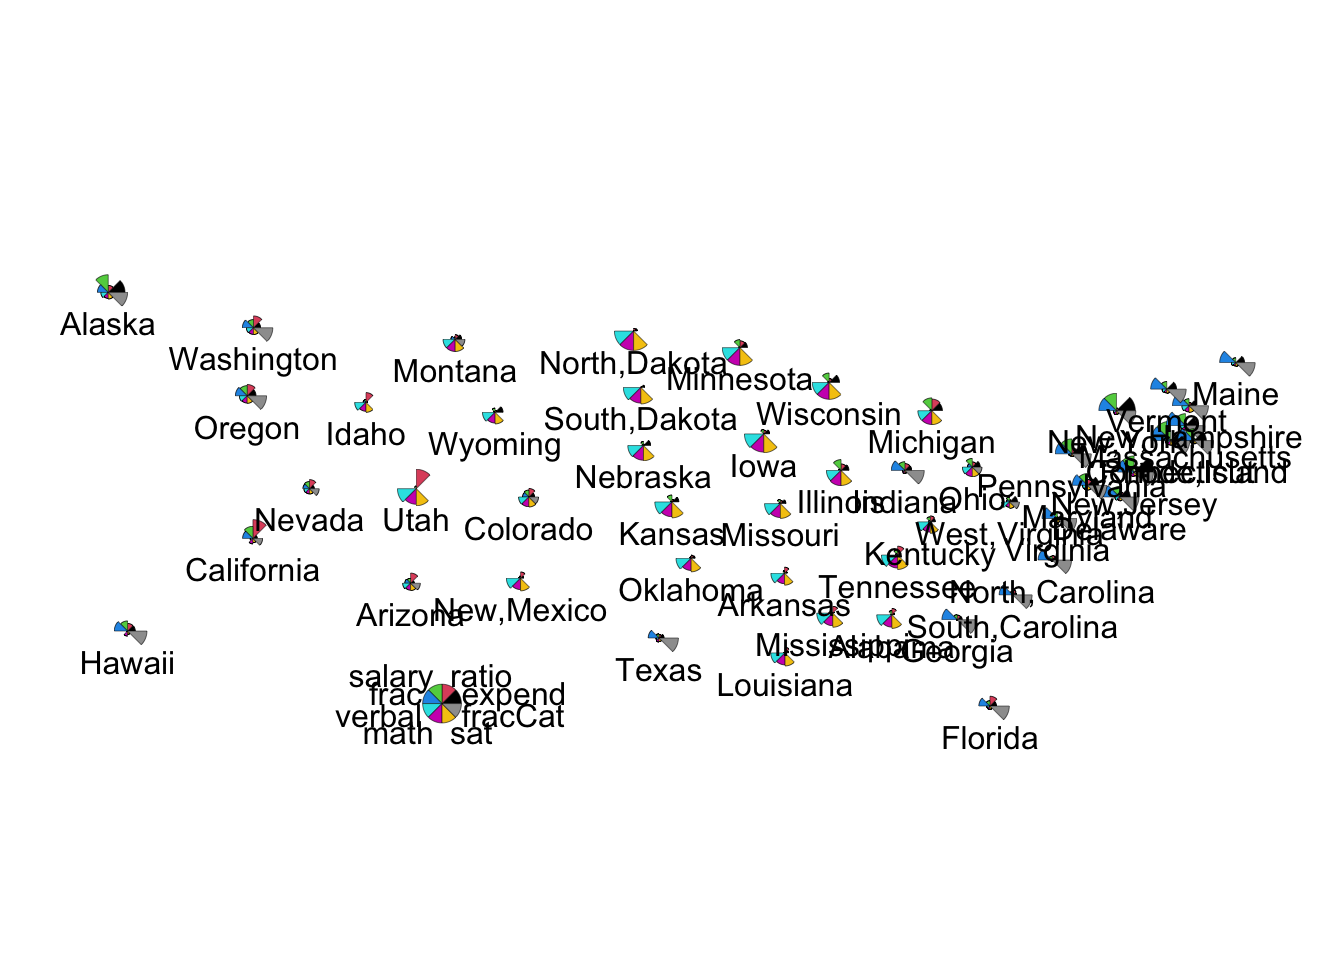 Alaska
Washington
Montana
North,Dakota
Minnesota
Maine
Oregon
Idaho
Wyoming
South,Dakota
Wisconsin
Michigan
Vermont
New,York
New,Hampshire
Massachusetts
Nebraska
Iowa
Illinois
Indiana
Ohio
Pennsylvania
Nevada
Utah
Colorado
Kansas
Missouri
West,Virginia
Maryland
New,Jersey
Delaware
California
Kentucky
Virginia
Oklahoma
Tennessee
North,Carolina
Arizona
New,Mexico
Arkansas
South,Carolina
Hawaii
Texas
Mississippi
Alabama
Georgia
Louisiana
Florida
salary ratio
frac expend
verbal fracCat
math sat